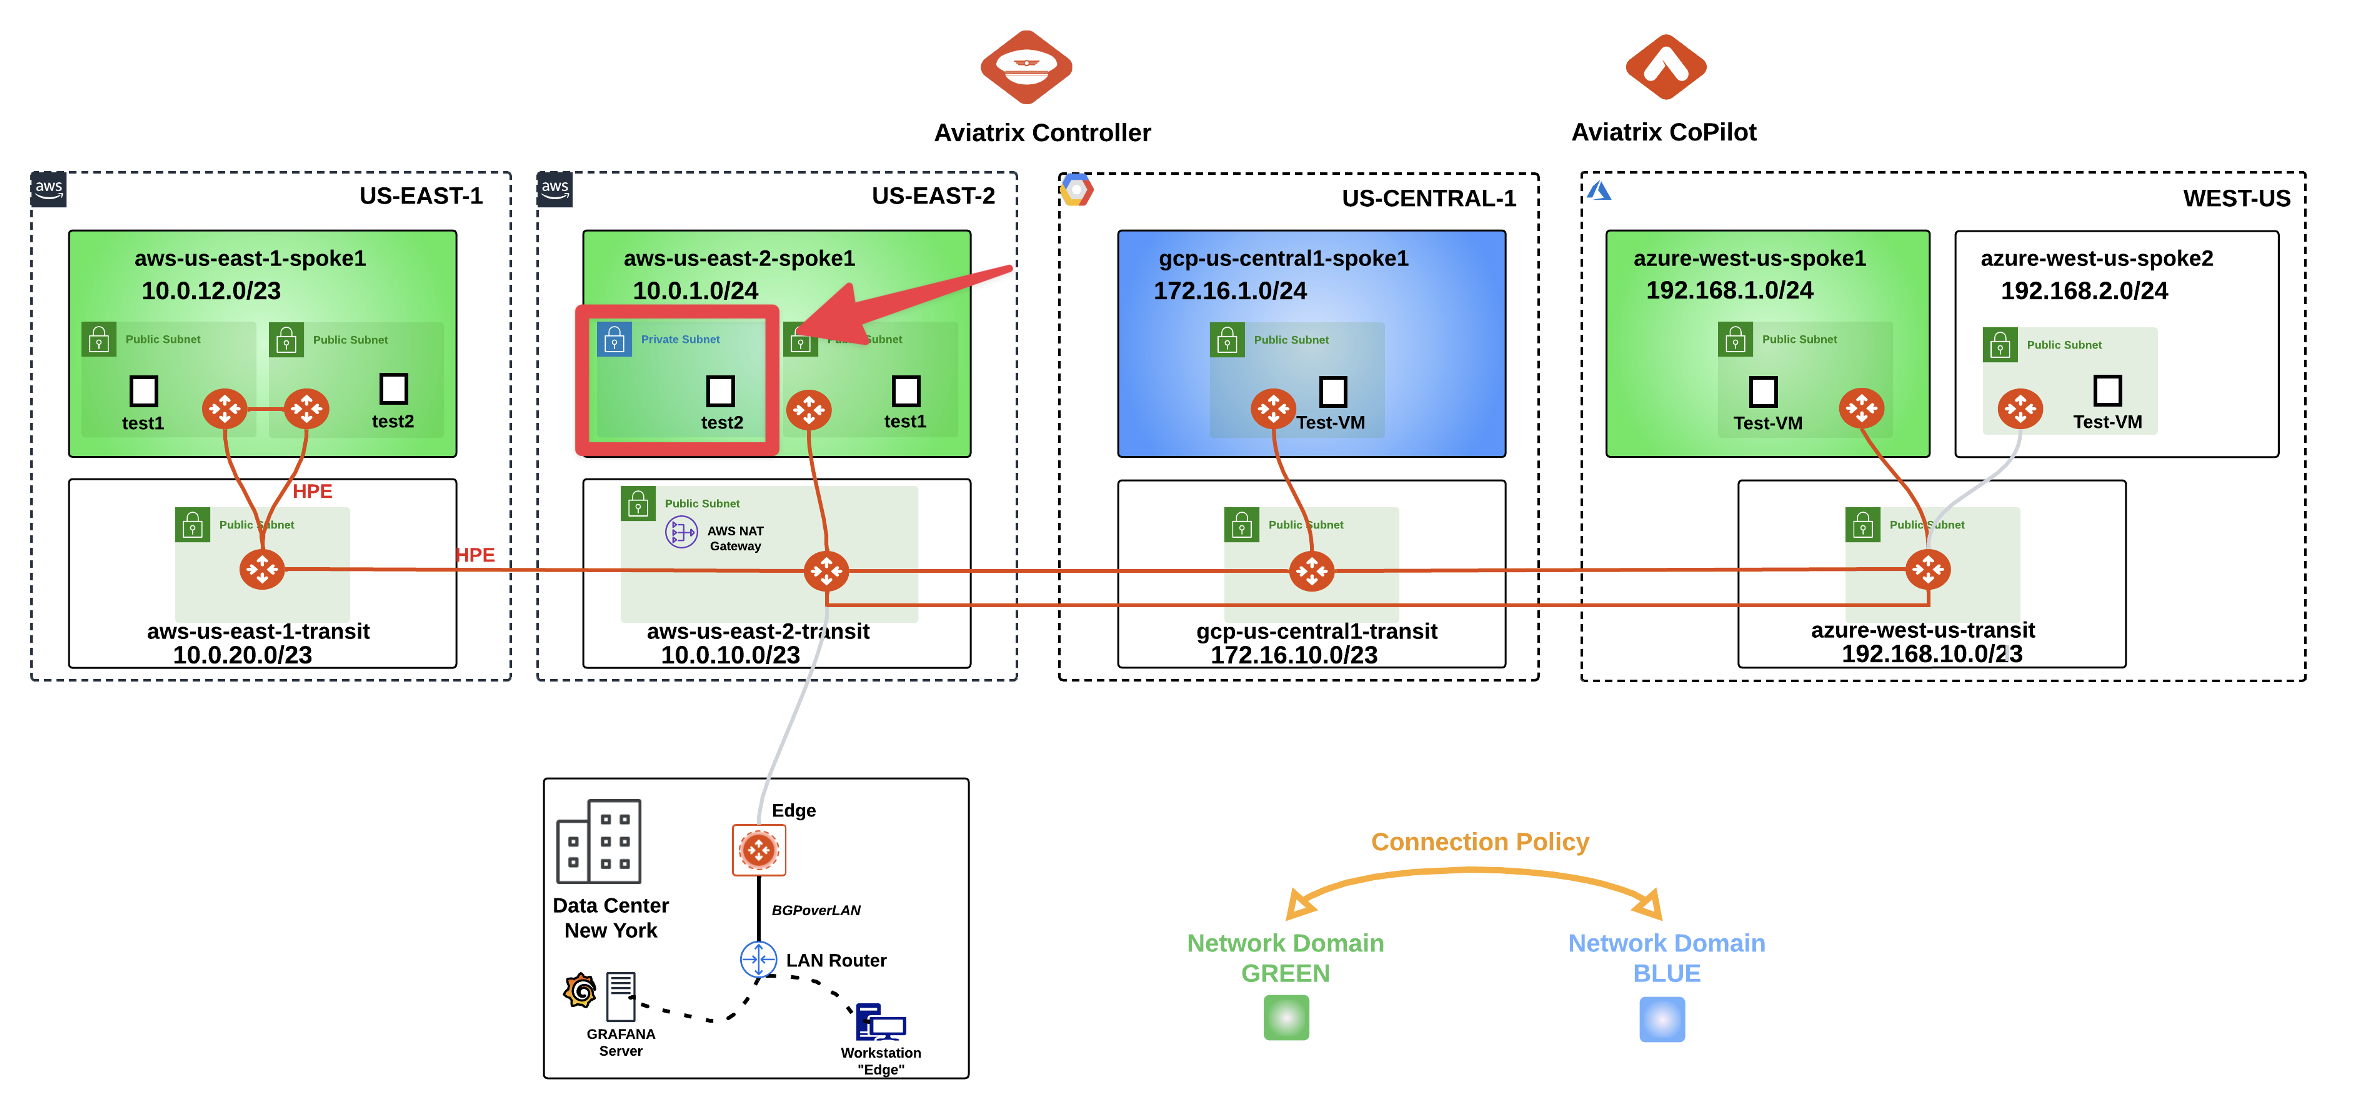 Aviatrix Controller
Aviatrix CoPilot
aws
US-EAST-1
aws-us-east-1-spoke1
10.0.12.0/23
Public Subnet
Public Subnet
test1
test2
HPE
Public Subnet
HPE
aws-us-east-1-transit
10.0.20.0/23
aws
US-EAST-2
aws-us-east-2-spoke1
10.0.1.0/24
Private Subnet
test2
Subnet
test1
Public Subnet
AWS NAT
Gateway
aws-us-east-2-transit
10.0.10.0/23
US-CENTRAL-1
gcp-us-central1-spoke1
172.16.1.0/24
Public Subnet
Test-VM
Public Subnet
gcp-us-central1-transit
172.16.10.0/23
WEST-US
azure-west-us-spoke1
192.168.1.0/24
Public Subnet
Test-VM
azure-west-us-spoke2
192.168.2.0/24
Public Subnet
Test-VM
Public Subnet
azure-west-us-transit
192.168.10.0/23
Edge
Data Center
New York
BGPoverLAN
LAN Router
GRAFANA
Server
Workstation
"Edge"
Connection Policy
Network Domain
GREEN
Network Domain
BLUE